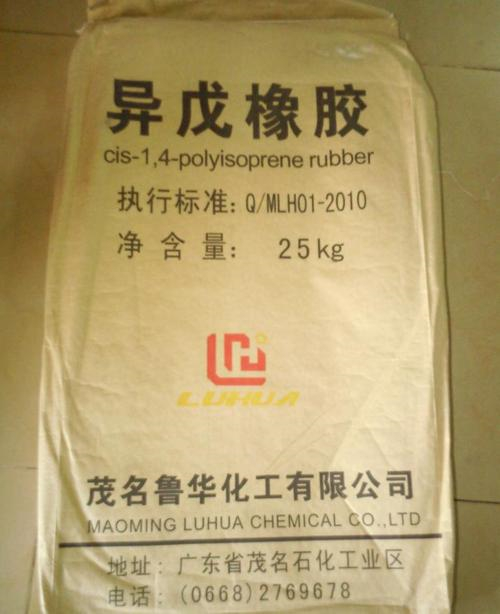 异戊橡胶
cis-1,4-polyisoprene rubber
执行标准: Q/MLH01-2010
净含量: 25kg
LUHUA
茂名鲁华化工有限公司
MAOMING LUHUA CHEMICAL CO.,LTD
地址: 广东省茂名石化工业区
电话: (0668)2769678